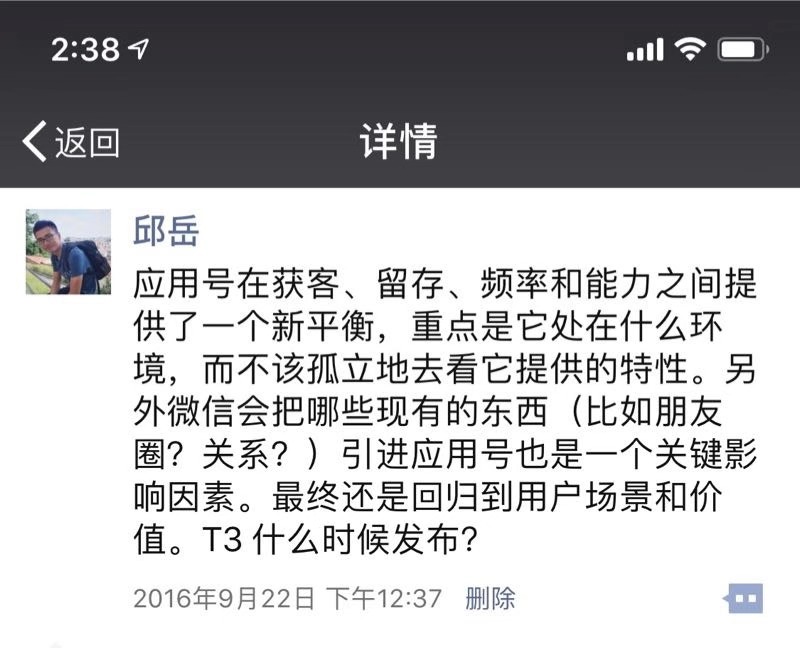 2:38
返回
详情
邱岳
应用号在获客、留存、频率和能力之间提
供了一个新平衡，重点是它处在什么环
境，而不该孤立地去看它提供的特性。另
外微信会把哪些现有的东西（比如朋友
圈？关系？）引进应用号也是一个关键影
响因素。最终还是回归到用户场景和价
值。T3 什么时候发布？
2016年9月22日 下午12:37 删除